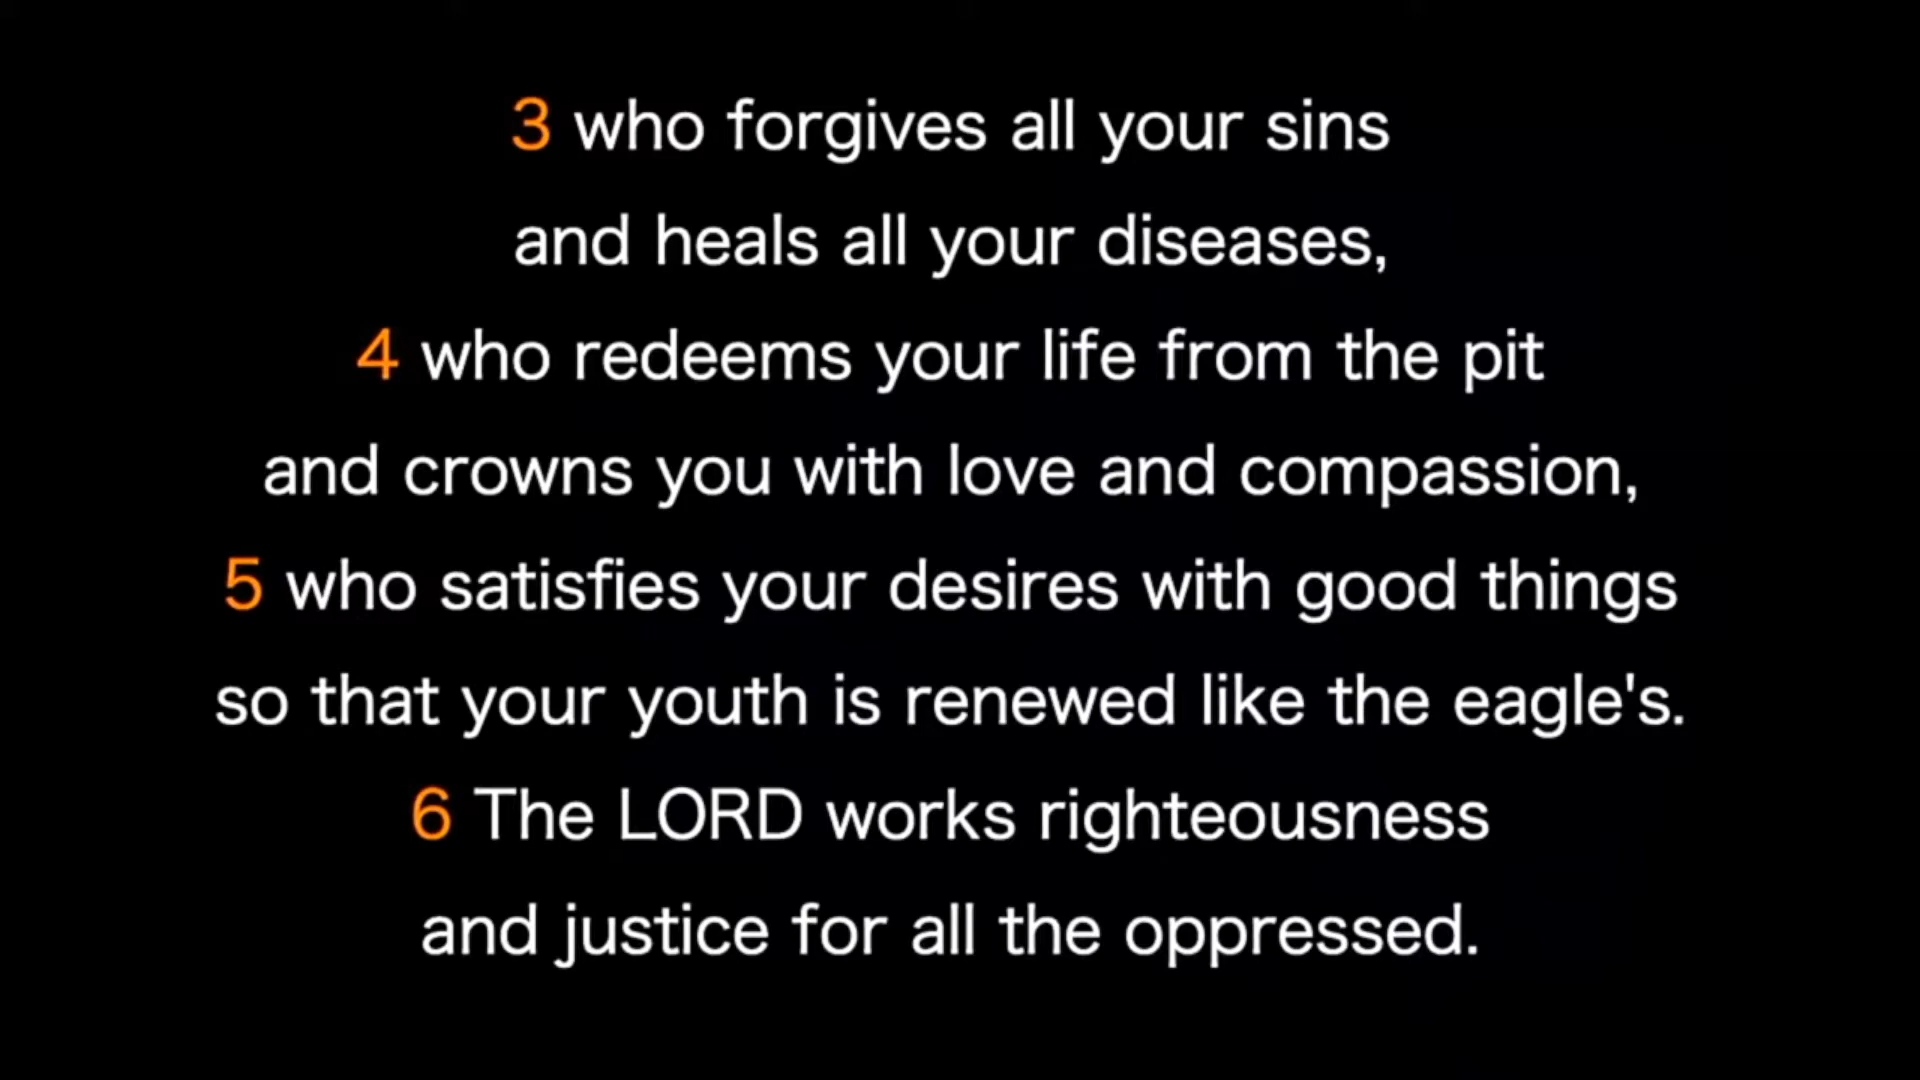 3 who forgives all your sins
and heals all your diseases,
4 who redeems your life from the pit
and crowns you with love and compassion,
5 who satisfies your desires with good things
so that your youth is renewed like the eagle's.
6 The LORD works righteousness
and justice for all the oppressed.